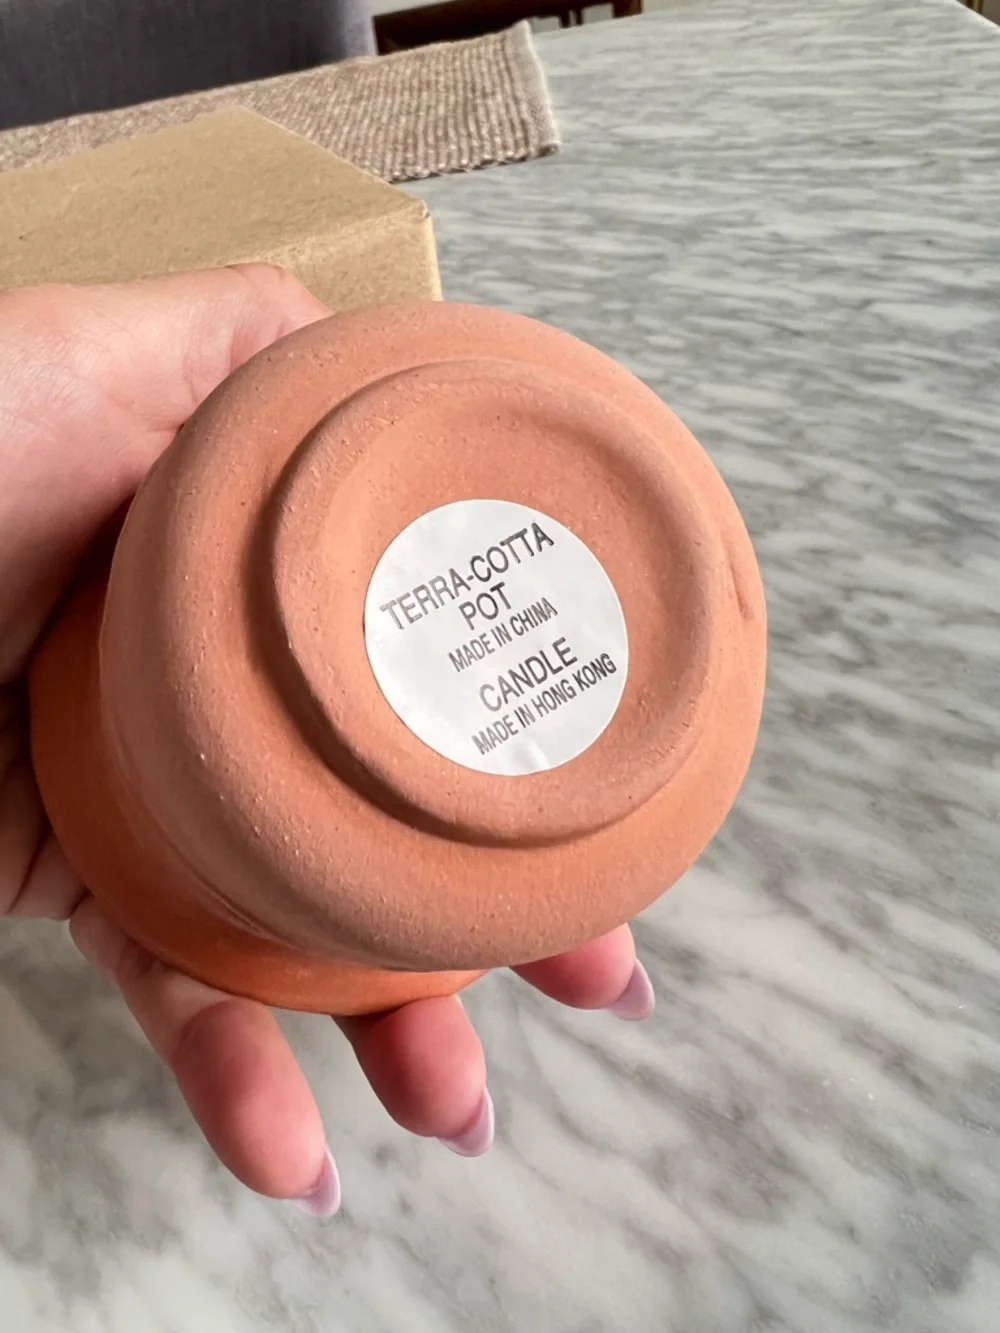 TERRA-COTTA
POT
MADE IN CHINA
CANDLE
MADE IN HONG KONG